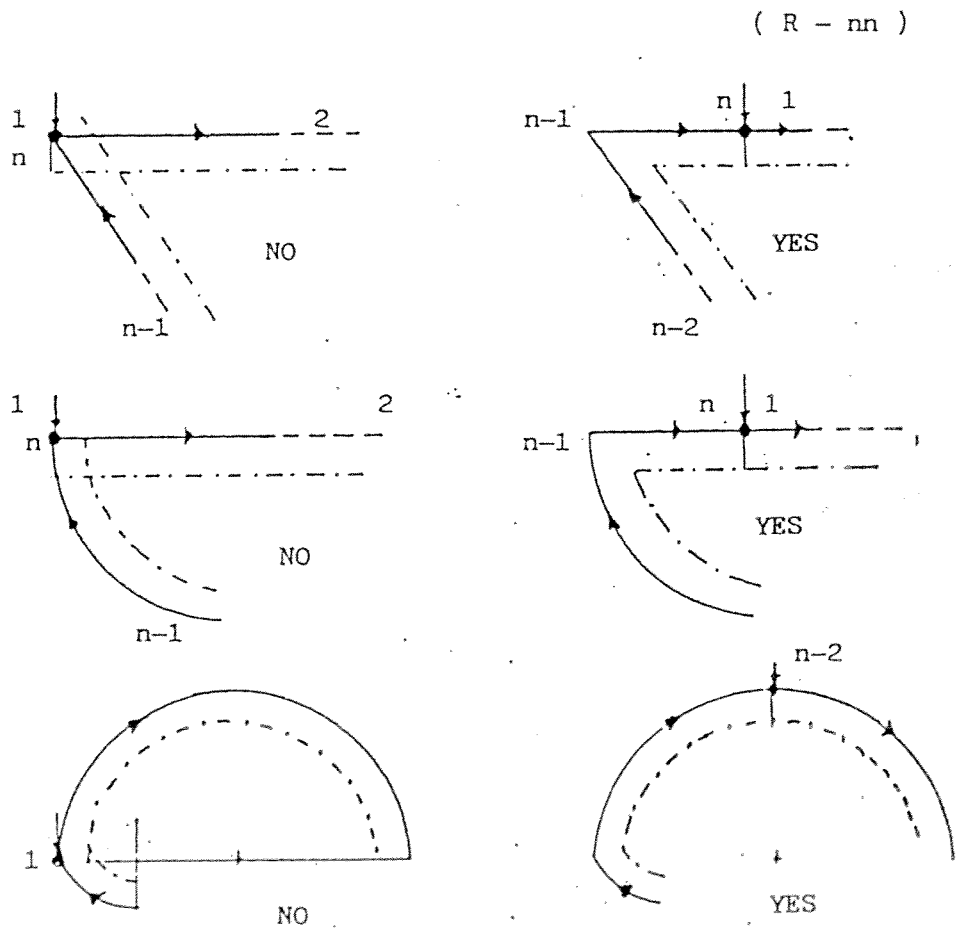 ( R - nn )
1 2
n
NO
n-1
n 1
n-1
YES
n-2
1 2
n
NO
n-1
n 1
n-1
YES
1
NO
n-2
YES